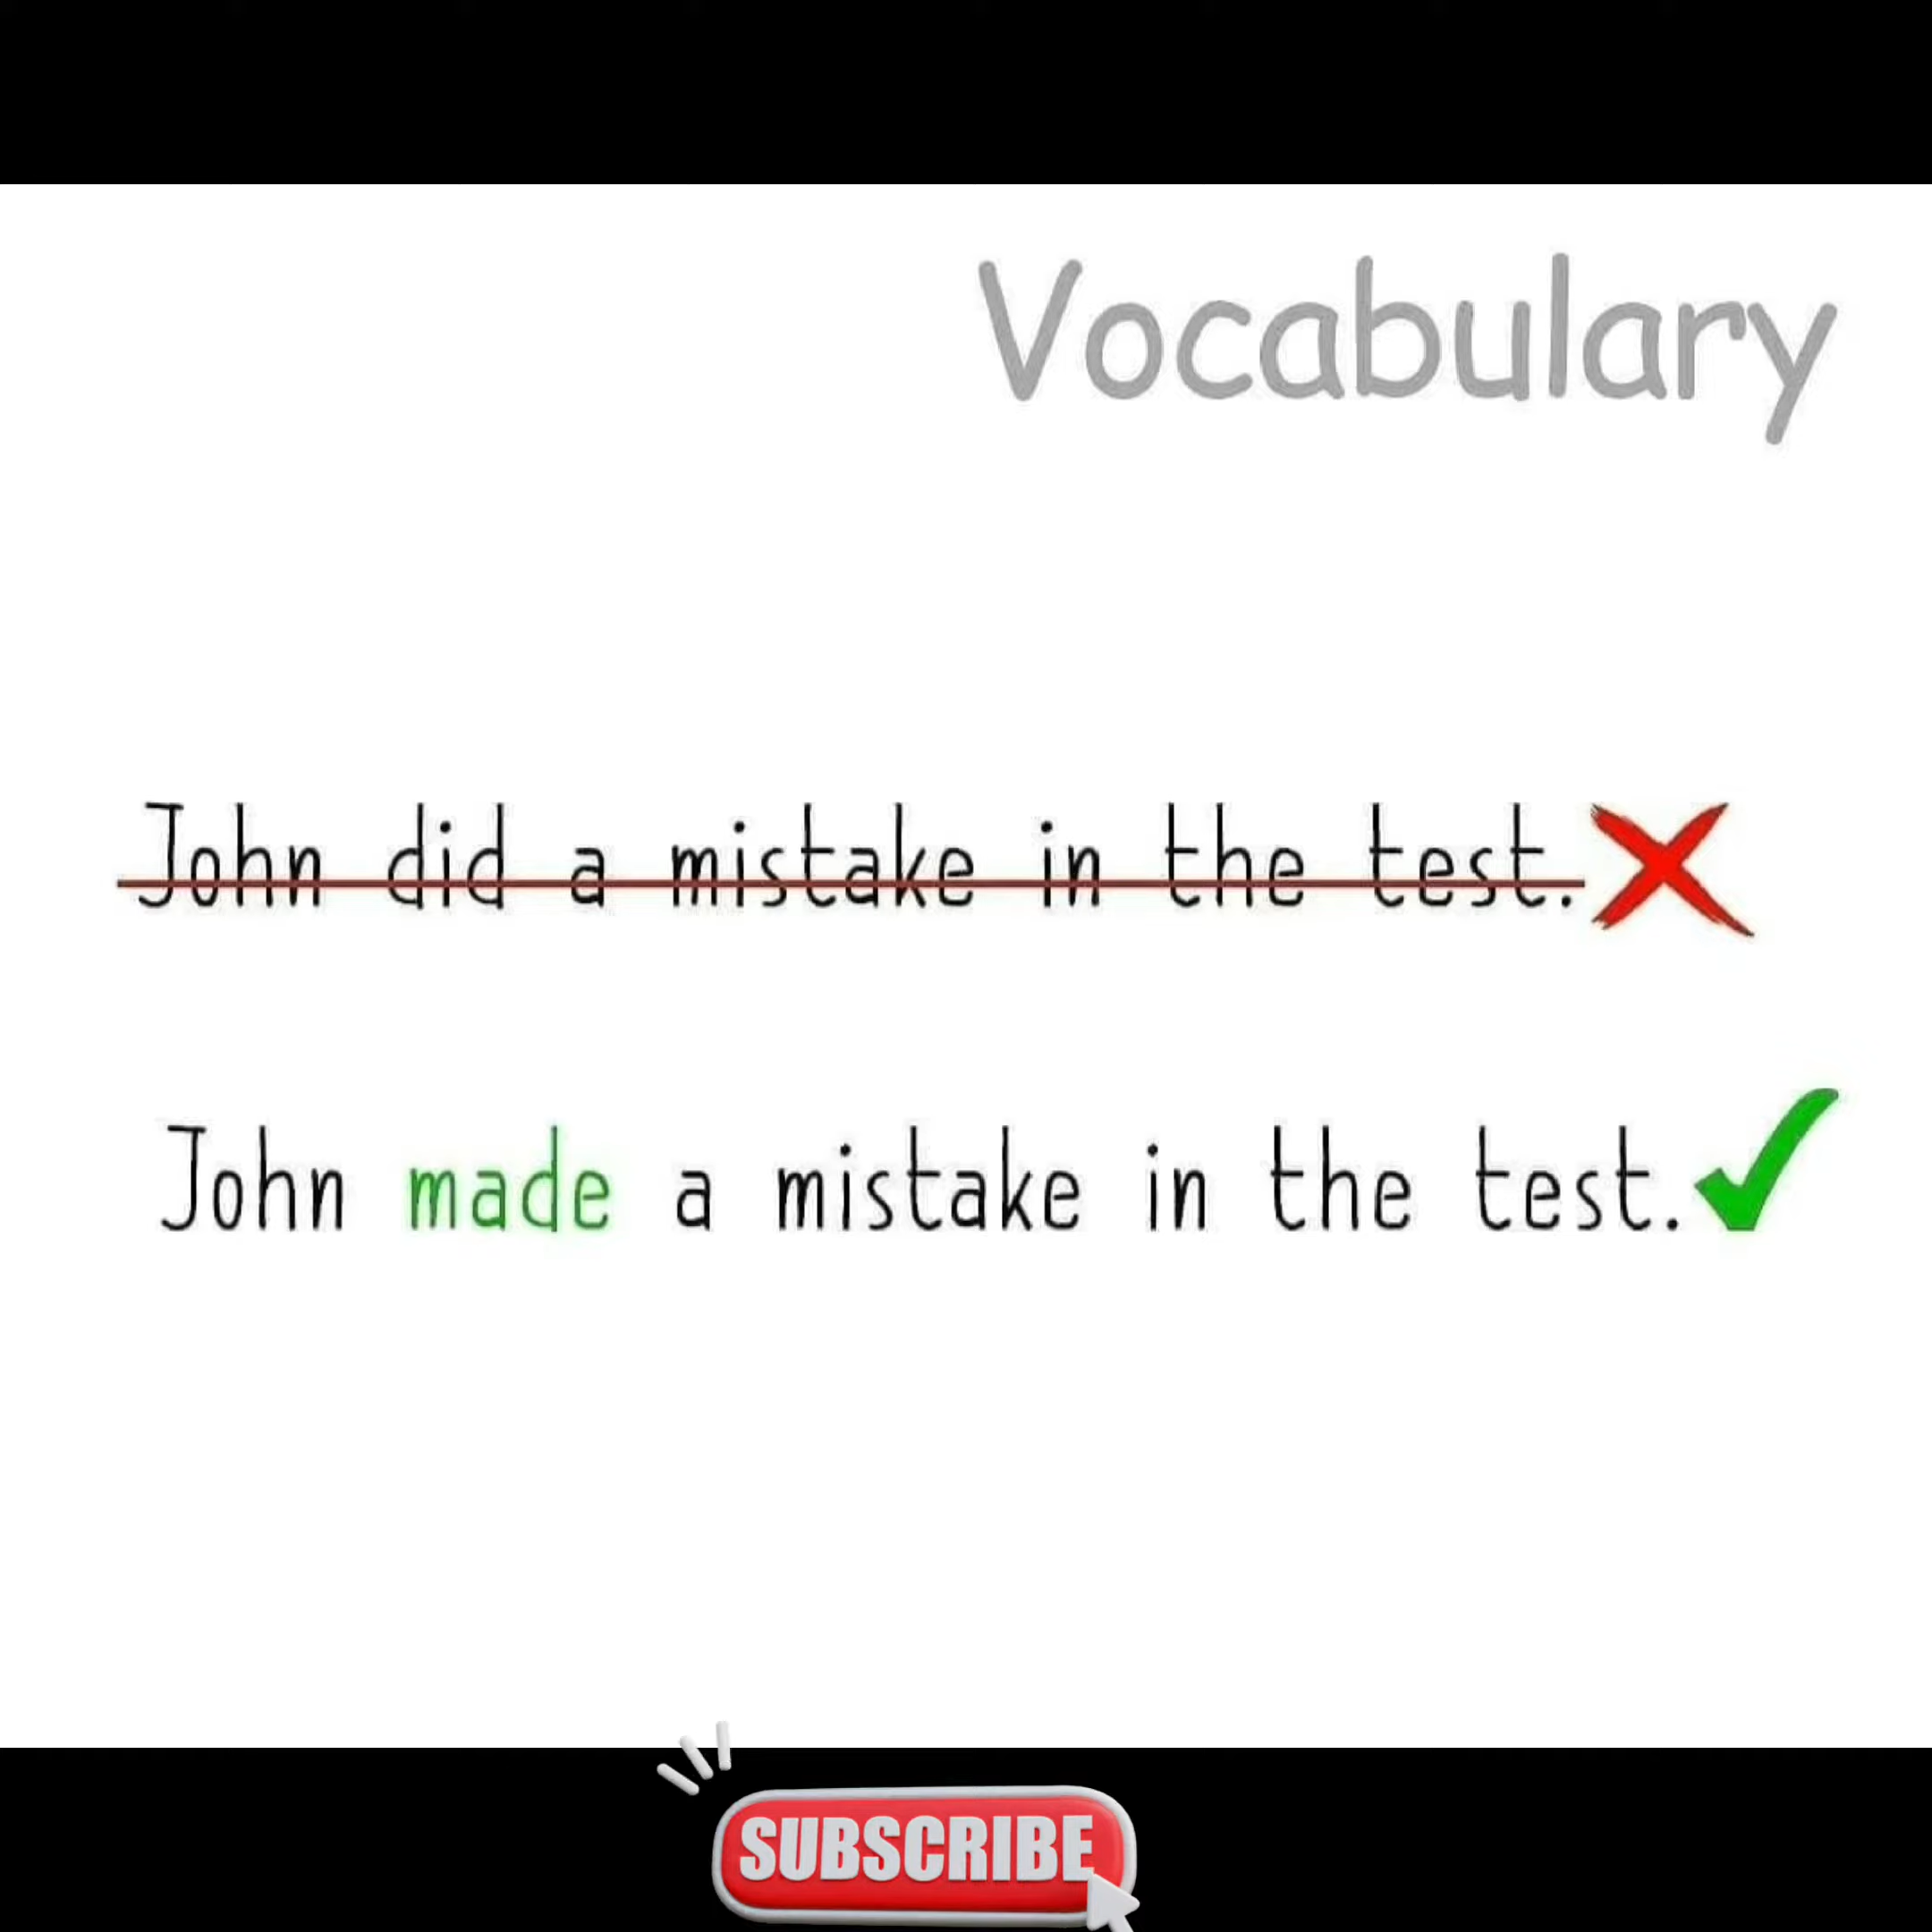 Vocabulary
John did a mistake in the test.
John made a mistake in the test.
SUBSCRIBE